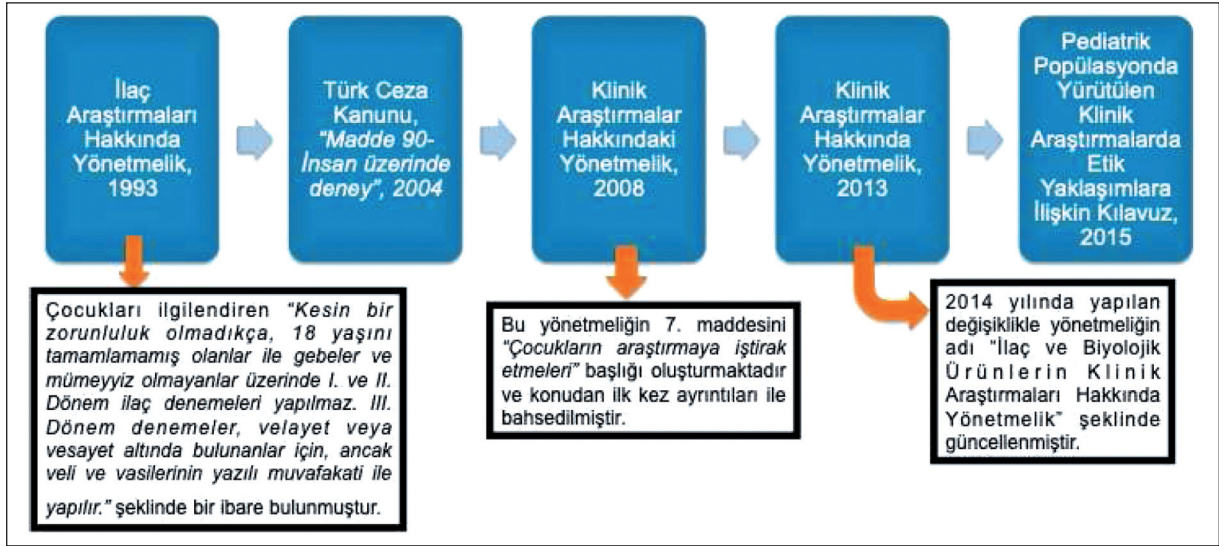 İlaç
Araştırmaları
Hakkında
Yönetmelik,
1993
Türk Ceza
Kanunu,
"Madde 90-
İnsan üzerinde
deney", 2004
Klinik
Araştırmalar
Hakkındaki
Yönetmelik,
2008
Klinik
Araştırmalar
Hakkında
Yönetmelik,
2013
Pediatrik
Popülasyonda
Yürütülen
Klinik
Araştırmalarda
Etik
Yaklaşımlara
İlişkin Kılavuz,
2015
Çocukları ilgilendiren "Kesin bir
zorunluluk olmadıkça, 18 yaşını
tamamlamamış olanlar ile gebeler ve
mümeyyiz olmayanlar üzerinde I. ve II.
Dönem ilaç denemeleri yapılmaz. III.
Dönem denemeler, velayet veya
vesayet altında bulunanlar için, ancak
veli ve vasilerinin yazılı muvafakati ile
yapılır." şeklinde bir ibare bulunmuştur.
Bu yönetmeliğin 7. maddesini
"Çocukların araştırmaya iştirak
etmeleri" başlığı oluşturmaktadır
ve konudan ilk kez ayrıntıları ile
bahsedilmiştir.
2014 yılında yapılan
değişiklikle yönetmeliğin
adı "İlaç ve Biyolojik
Ürünlerin Klinik
Araştırmaları Hakkında
Yönetmelik" şeklinde
güncellenmiştir.